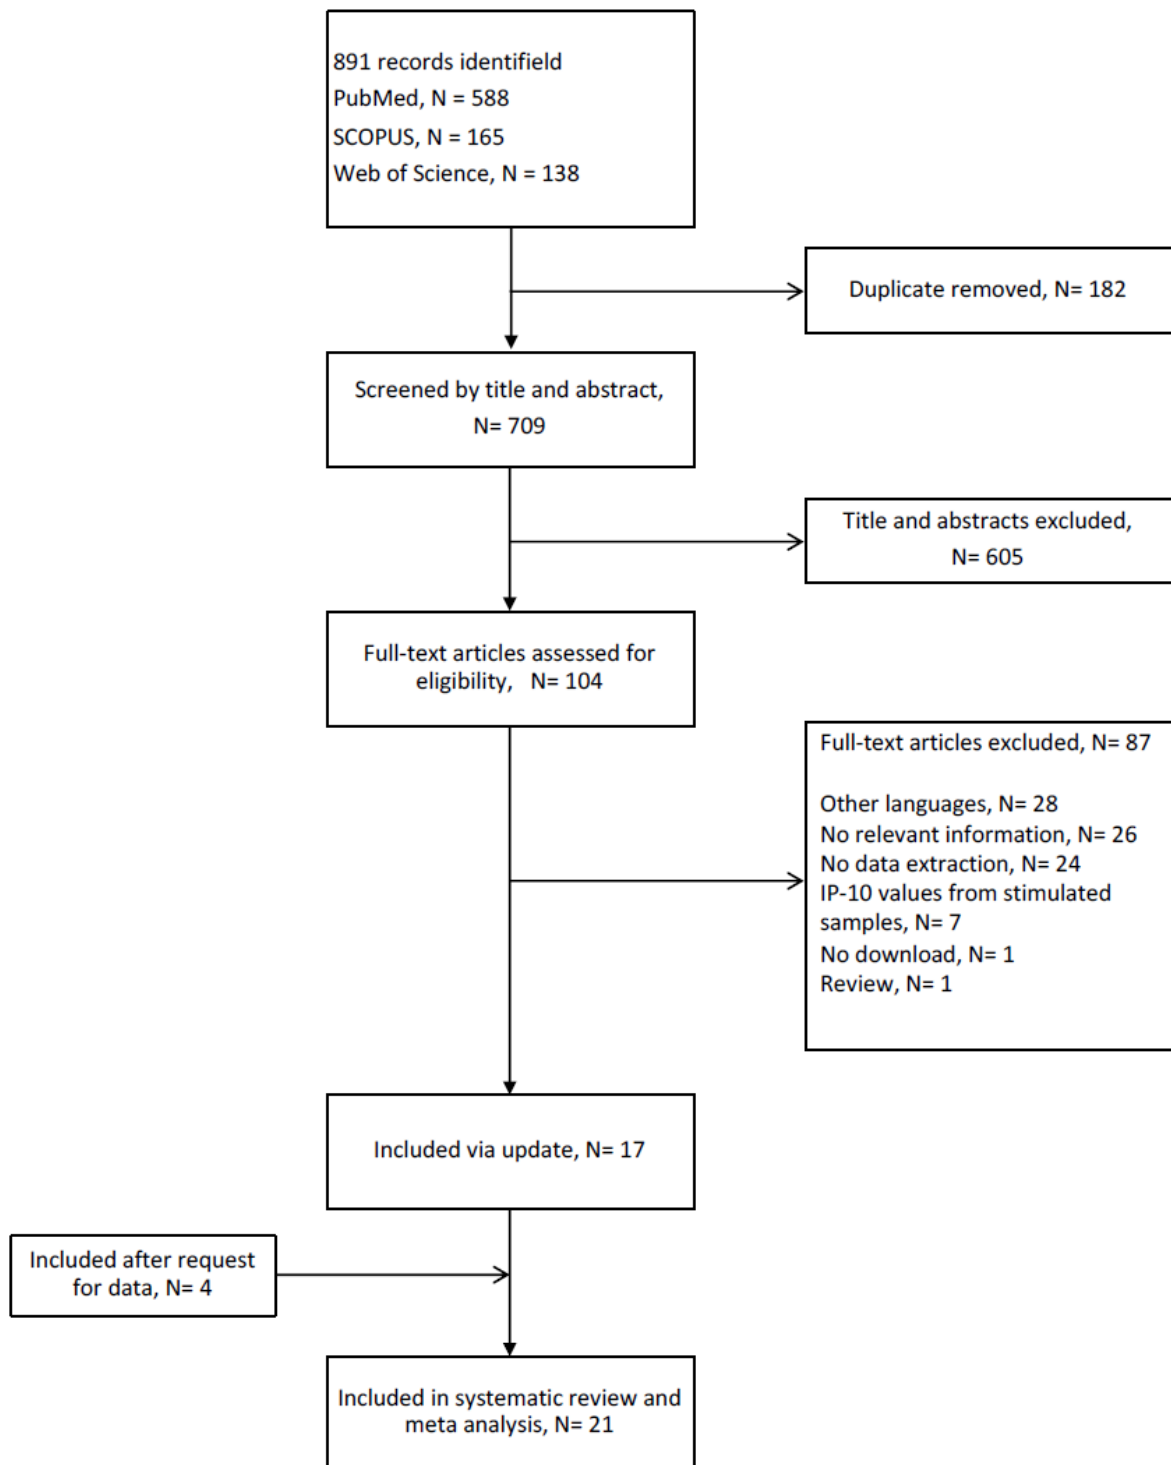 891 records identifield
PubMed, N = 588
SCOPUS, N = 165
Web of Science, N = 138
Duplicate removed, N= 182
Screened by title and abstract,
N= 709
Title and abstracts excluded,
N= 605
Full-text articles assessed for
eligibility, N= 104
Full-text articles excluded, N= 87
Other languages, N= 28
No relevant information, N= 26
No data extraction, N= 24
IP-10 values from stimulated
samples, N= 7
No download, N= 1
Review, N= 1
Included via update, N= 17
Included after request
for data, N= 4
Included in systematic review and
meta analysis, N= 21